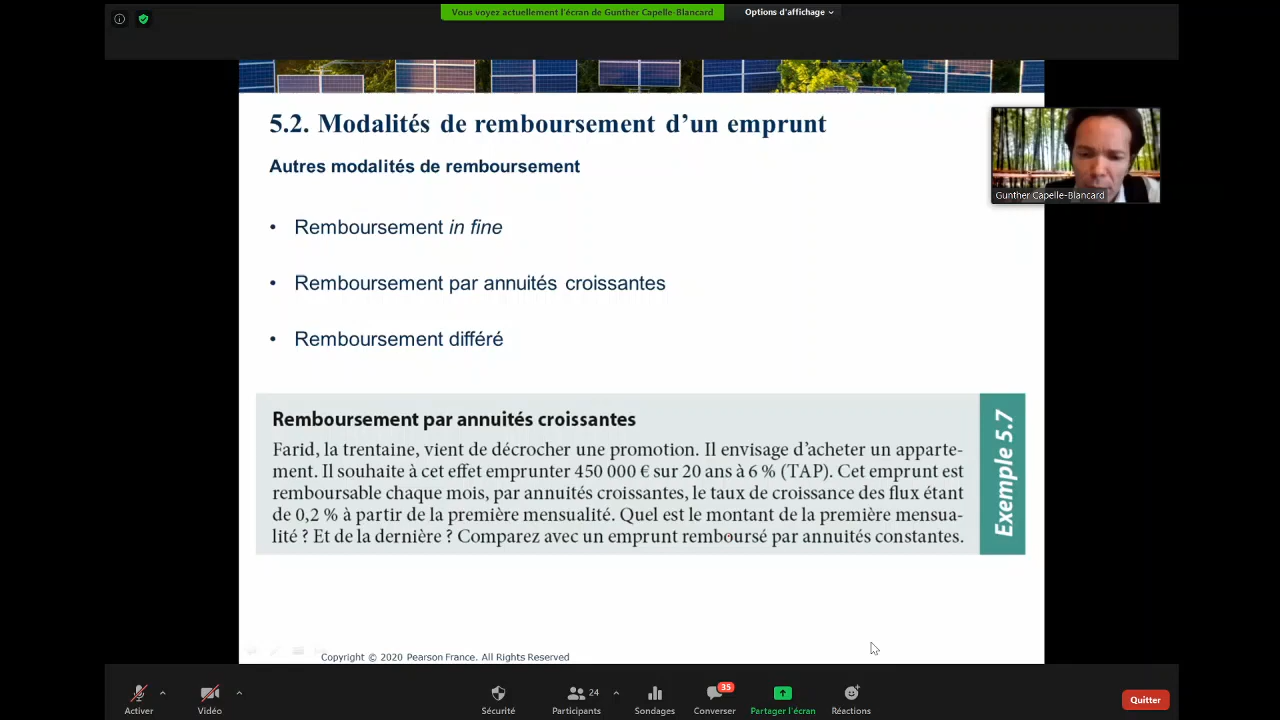 Vous voyez actuellement l'écran de Gunther Capelle-Blancard
Options d'affichage
5.2. Modalités de remboursement d'un emprunt
Autres modalités de remboursement
• Remboursement in fine
• Remboursement par annuités croissantes
• Remboursement différé
Gunther Capelle-Blancard
Remboursement par annuités croissantes
Farid, la trentaine, vient de décrocher une promotion. Il envisage d'acheter un apparte-
ment. Il souhaite à cet effet emprunter 450 000 € sur 20 ans à 6 % (TAP). Cet emprunt est
remboursable chaque mois, par annuités croissantes, le taux de croissance des flux étant
de 0,2 % à partir de la première mensualité. Quel est le montant de la première mensua-
lité ? Et de la dernière ? Comparez avec un emprunt remboursé par annuités constantes.
Exemple 5.7
Copyright © 2020 Pearson France. All Rights Reserved
Activer
Vidéo
Sécurité
24
Participants
Sondages
35
Converser
Partager l'écran
Réactions
Quitter